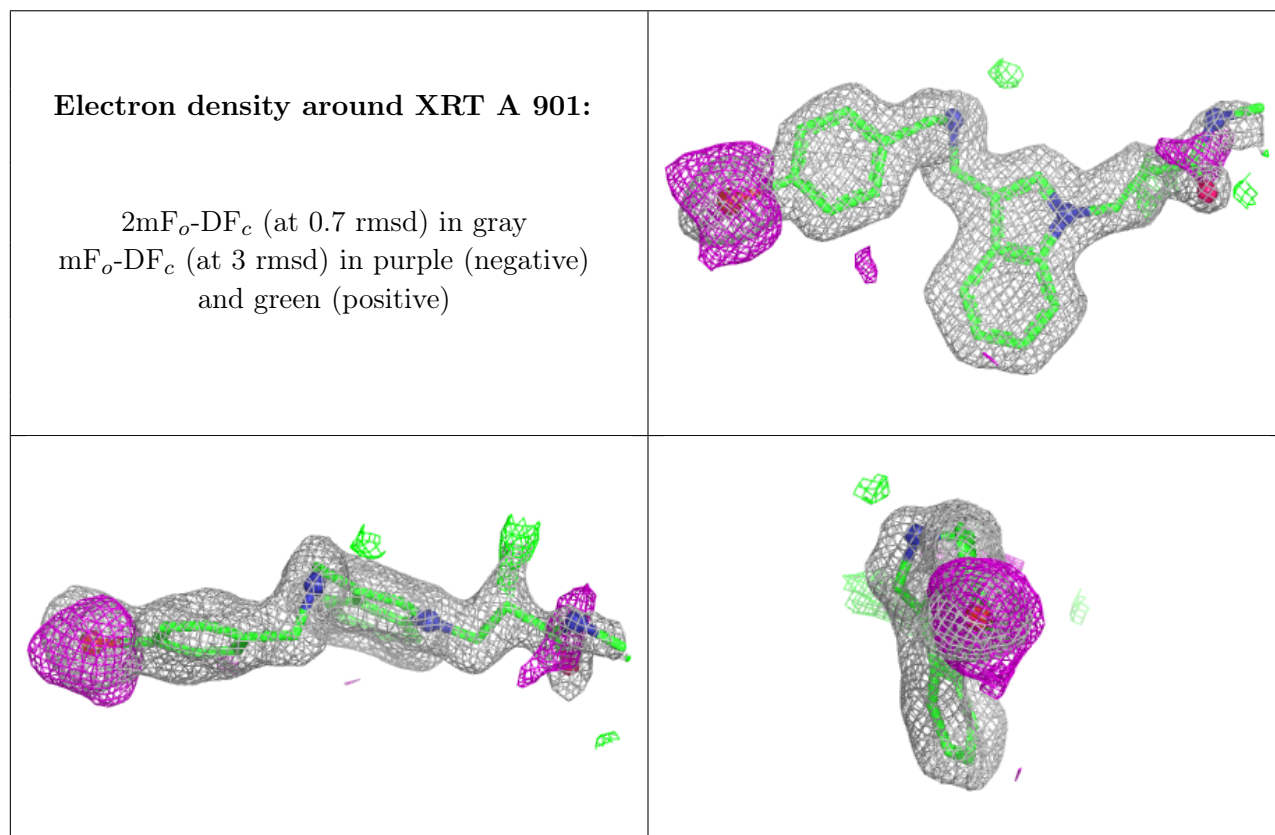 Electron density around XRT A 901:
2mFₒ-DF𝒸 (at 0.7 rmsd) in gray
mFₒ-DF𝒸 (at 3 rmsd) in purple (negative)
and green (positive)